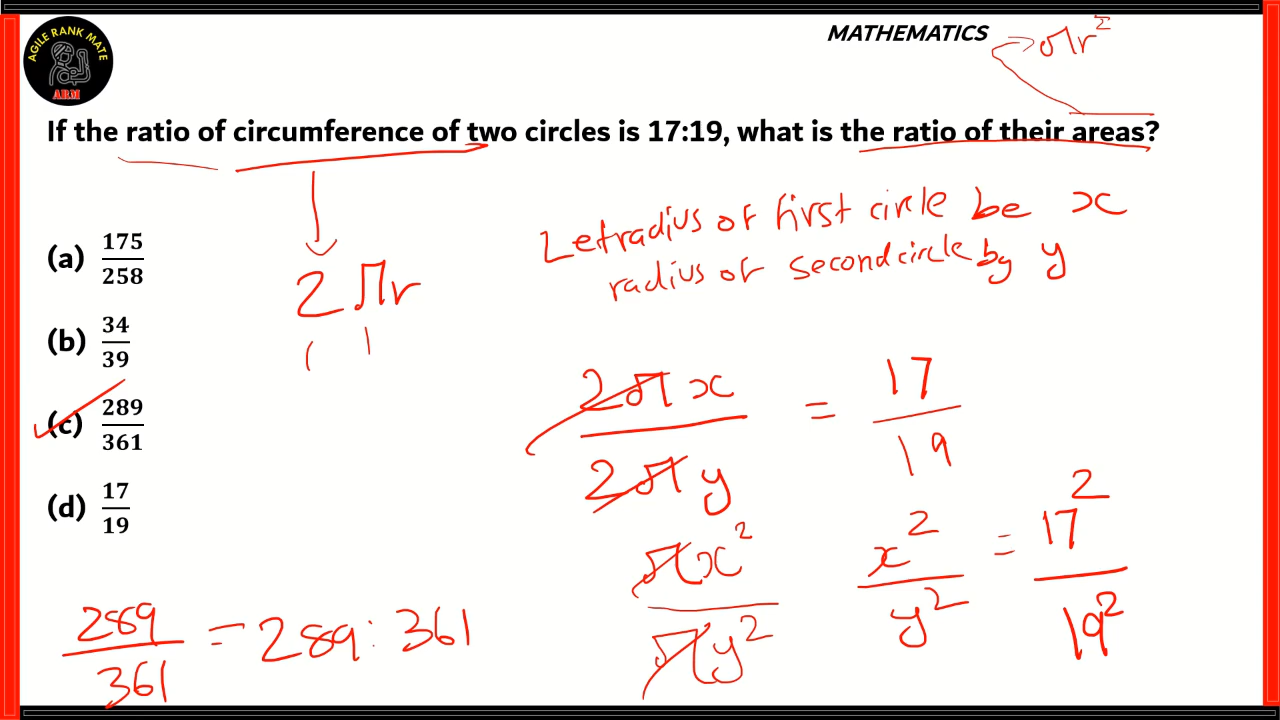 AGILE RANK MATE
ARM
MATHEMATICS
πr²
If the ratio of circumference of two circles is 17:19, what is the ratio of their areas?
Let radius of first circle be x
radius of second circle by y
(a) 175/258
(b) 34/39
(c) 289/361
(d) 17/19
2πr
2πx/2πy = 17/19
πx²/πy²
x²/y² = 17²/19²
289/361 = 289:361